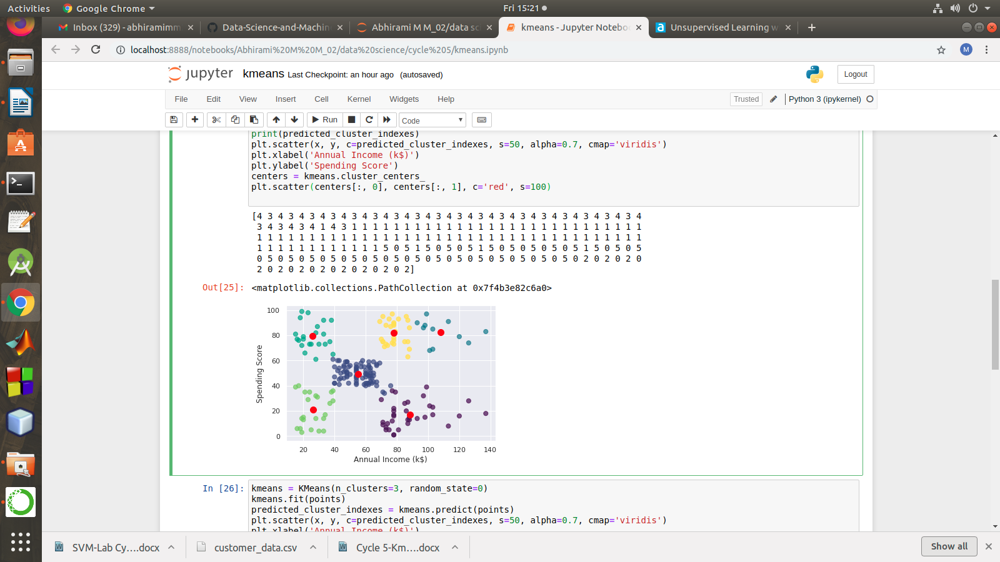 Activities
Google Chrome
Fri 15:21
Inbox (329) - abhiramimm
Data-Science-and-Machin
Abhirami M M_02/data sc
kmeans - Jupyter Notebo
Unsupervised Learning w
localhost:8888/notebooks/Abhirami%20M%20M_02/data%20science/cycle%205/kmeans.ipynb
M
jupyter kmeans Last Checkpoint: an hour ago (autosaved)
Logout
File Edit View Insert Cell Kernel Widgets Help
Trusted
Python 3 (ipykernel)
Run
Code
print(predicted_cluster_indexes)
plt.scatter(x, y, c=predicted_cluster_indexes, s=50, alpha=0.7, cmap='viridis')
plt.xlabel('Annual Income (k$)')
plt.ylabel('Spending Score')
centers = kmeans.cluster_centers_
plt.scatter(centers[:, 0], centers[:, 1], c='red', s=100)
[4 3 4 3 4 3 4 3 4 3 4 3 4 3 4 3 4 3 4 3 4 3 4 3 4 3 4 3 4 3 4 3 4 3 4 3 4
3 4 3 4 3 4 1 4 3 1 1 1 1 1 1 1 1 1 1 1 1 1 1 1 1 1 1 1 1 1 1 1 1 1 1 1 1
1 1 1 1 1 1 1 1 1 1 1 1 1 1 1 1 1 1 1 1 1 1 1 1 1 1 1 1 1 1 1 1 1 1 1 1 1
1 1 1 1 1 1 1 1 1 1 1 1 5 0 5 1 5 0 5 0 5 1 5 0 5 0 5 0 5 0 5 1 5 0 5 0 5
0 5 0 5 0 5 0 5 0 5 0 5 0 5 0 5 0 5 0 5 0 5 0 5 0 5 0 5 0 5 0 2 0 2 0 2 0
2 0 2 0 2 0 2 0 2 0 2 0 2 0 2]
Out[25]: <matplotlib.collections.PathCollection at 0x7f4b3e82c6a0>
100
80
60
40
20
0
Spending Score
20 40 60 80 100 120 140
Annual Income (k$)
In [26]: kmeans = KMeans(n_clusters=3, random_state=0)
kmeans.fit(points)
predicted_cluster_indexes = kmeans.predict(points)
plt.scatter(x, y, c=predicted_cluster_indexes, s=50, alpha=0.7, cmap='viridis')
plt.xlabel('Annual Income (k$)')
SVM-Lab Cy....docx
customer_data.csv
Cycle 5-Km....docx
Show all